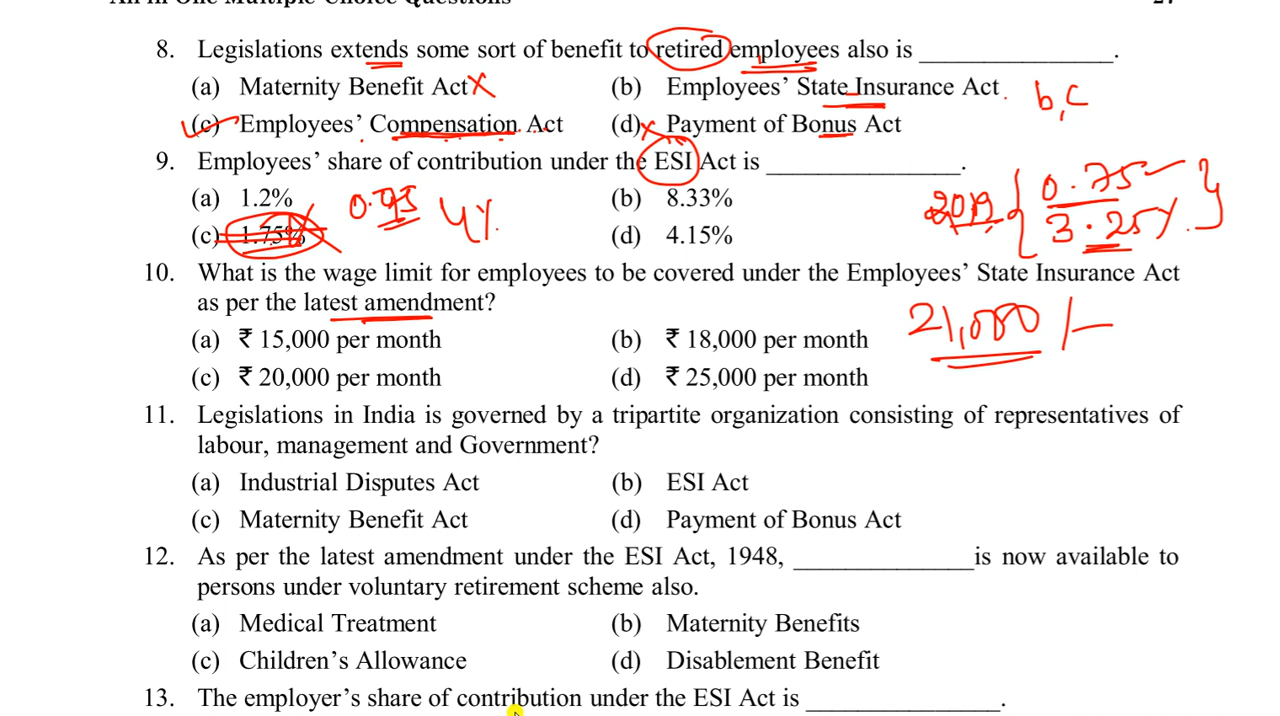 8. Legislations extends some sort of benefit to retired employees also is ______________.
(a) Maternity Benefit Act (b) Employees' State Insurance Act b, c
(c) Employees' Compensation Act (d) Payment of Bonus Act
9. Employees' share of contribution under the ESI Act is ______________.
(a) 1.2% (b) 8.33% 0.75
(c) 1.75% 4% (d) 4.15% 2019 3.25%
10. What is the wage limit for employees to be covered under the Employees' State Insurance Act
as per the latest amendment?
21,000/-
(a) ₹ 15,000 per month (b) ₹ 18,000 per month
(c) ₹ 20,000 per month (d) ₹ 25,000 per month
11. Legislations in India is governed by a tripartite organization consisting of representatives of
labour, management and Government?
(a) Industrial Disputes Act (b) ESI Act
(c) Maternity Benefit Act (d) Payment of Bonus Act
12. As per the latest amendment under the ESI Act, 1948, ______________ is now available to
persons under voluntary retirement scheme also.
(a) Medical Treatment (b) Maternity Benefits
(c) Children's Allowance (d) Disablement Benefit
13. The employer's share of contribution under the ESI Act is ______________.